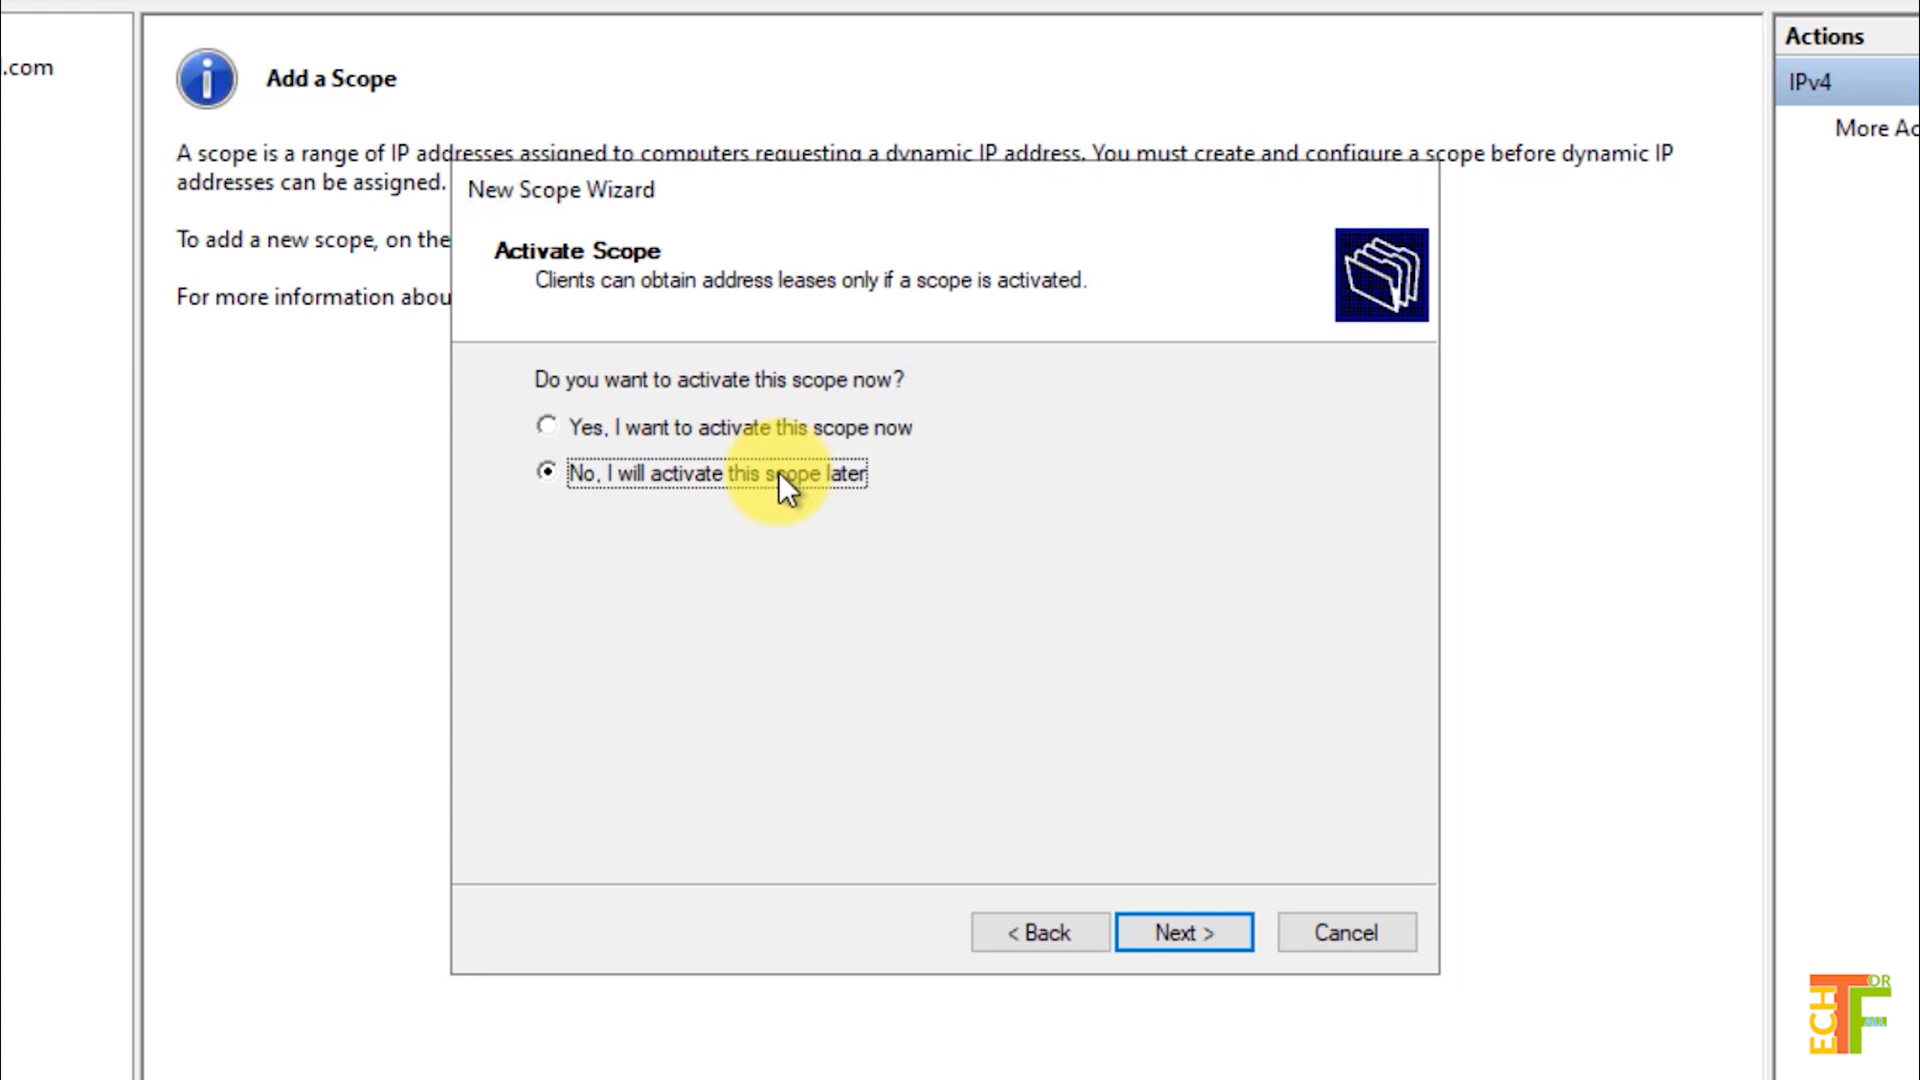 .com
Add a Scope
A scope is a range of IP addresses assigned to computers requesting a dynamic IP address. You must create and configure a scope before dynamic IP
addresses can be assigned.
To add a new scope, on the
For more information abou
New Scope Wizard
Activate Scope
Clients can obtain address leases only if a scope is activated.
Do you want to activate this scope now?
Yes, I want to activate this scope now
No, I will activate this scope later
< Back
Next >
Cancel
Actions
IPv4
More Ac
TECH
FOR